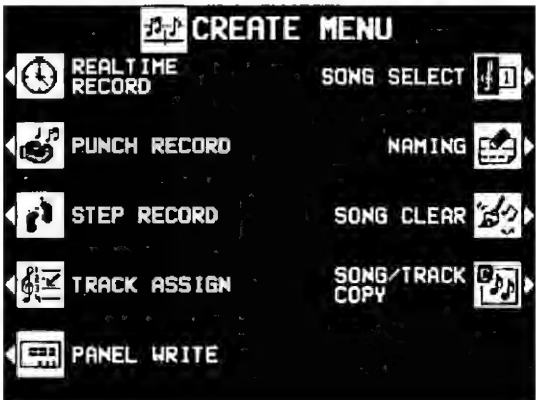 CREATE MENU
REALTIME
RECORD
SONG SELECT 1
PUNCH RECORD
NAMING
STEP RECORD
SONG CLEAR
TRACK ASSIGN
SONG/TRACK
COPY
PANEL WRITE